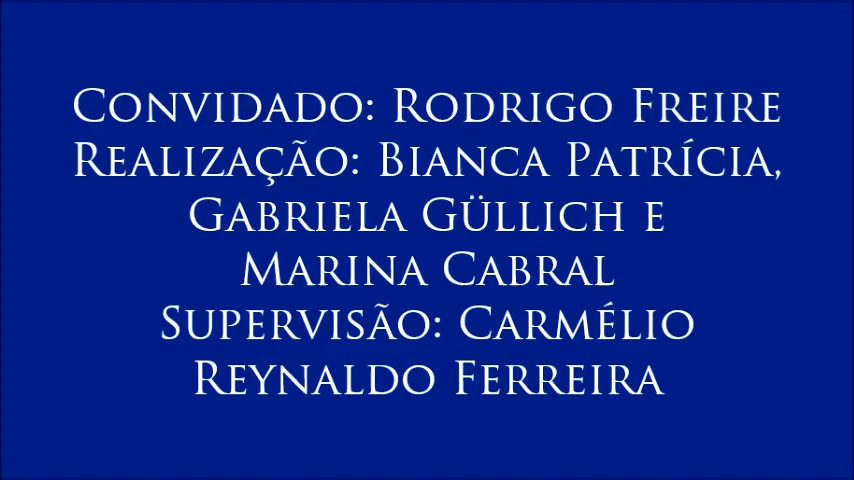 Convidado: Rodrigo Freire
Realização: Bianca Patrícia,
Gabriela Güllich e
Marina Cabral
Supervisão: Carmélio
Reynaldo Ferreira